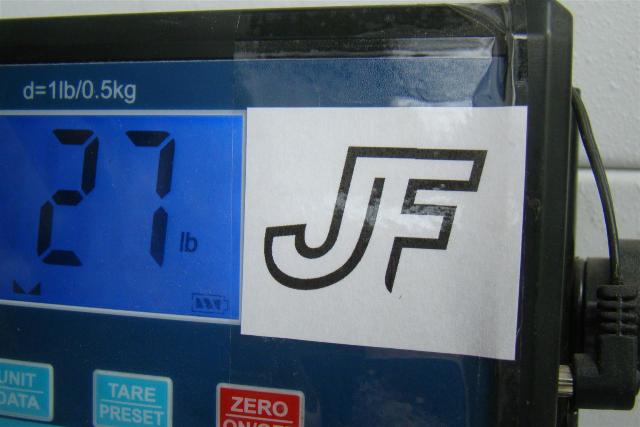 d=1lb/0.5kg
27 lb
JF
UNIT
DATA
TARE
PRESET
ZERO